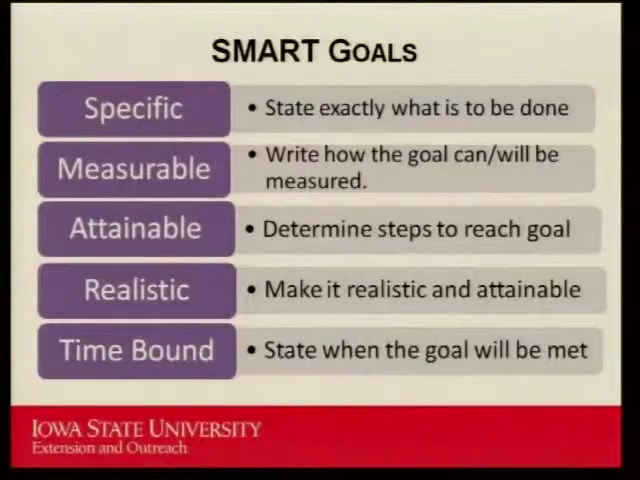 SMART GOALS
Specific
• State exactly what is to be done
Measurable
• Write how the goal can/will be
measured.
Attainable
• Determine steps to reach goal
Realistic
• Make it realistic and attainable
Time Bound
• State when the goal will be met
IOWA STATE UNIVERSITY
Extension and Outreach